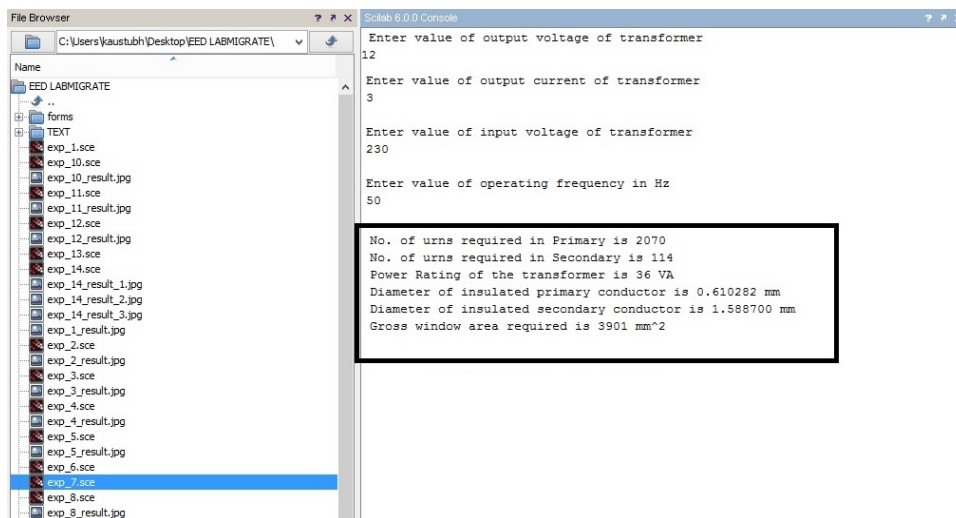 File Browser
? ↗ X
C:\Users\kaustubh\Desktop\EED LABMIGRATE\
Name
EED LABMIGRATE
..
forms
TEXT
exp_1.sce
exp_10.sce
exp_10_result.jpg
exp_11.sce
exp_11_result.jpg
exp_12.sce
exp_12_result.jpg
exp_13.sce
exp_14.sce
exp_14_result_1.jpg
exp_14_result_2.jpg
exp_14_result_3.jpg
exp_1_result.jpg
exp_2.sce
exp_2_result.jpg
exp_3.sce
exp_3_result.jpg
exp_4.sce
exp_4_result.jpg
exp_5.sce
exp_5_result.jpg
exp_6.sce
exp_7.sce
exp_8.sce
exp_8_result.jpg
Scilab 6.0.0 Console
? ↗
Enter value of output voltage of transformer
12
Enter value of output current of transformer
3
Enter value of input voltage of transformer
230
Enter value of operating frequency in Hz
50
No. of urns required in Primary is 2070
No. of urns required in Secondary is 114
Power Rating of the transformer is 36 VA
Diameter of insulated primary conductor is 0.610282 mm
Diameter of insulated secondary conductor is 1.588700 mm
Gross window area required is 3901 mm^2